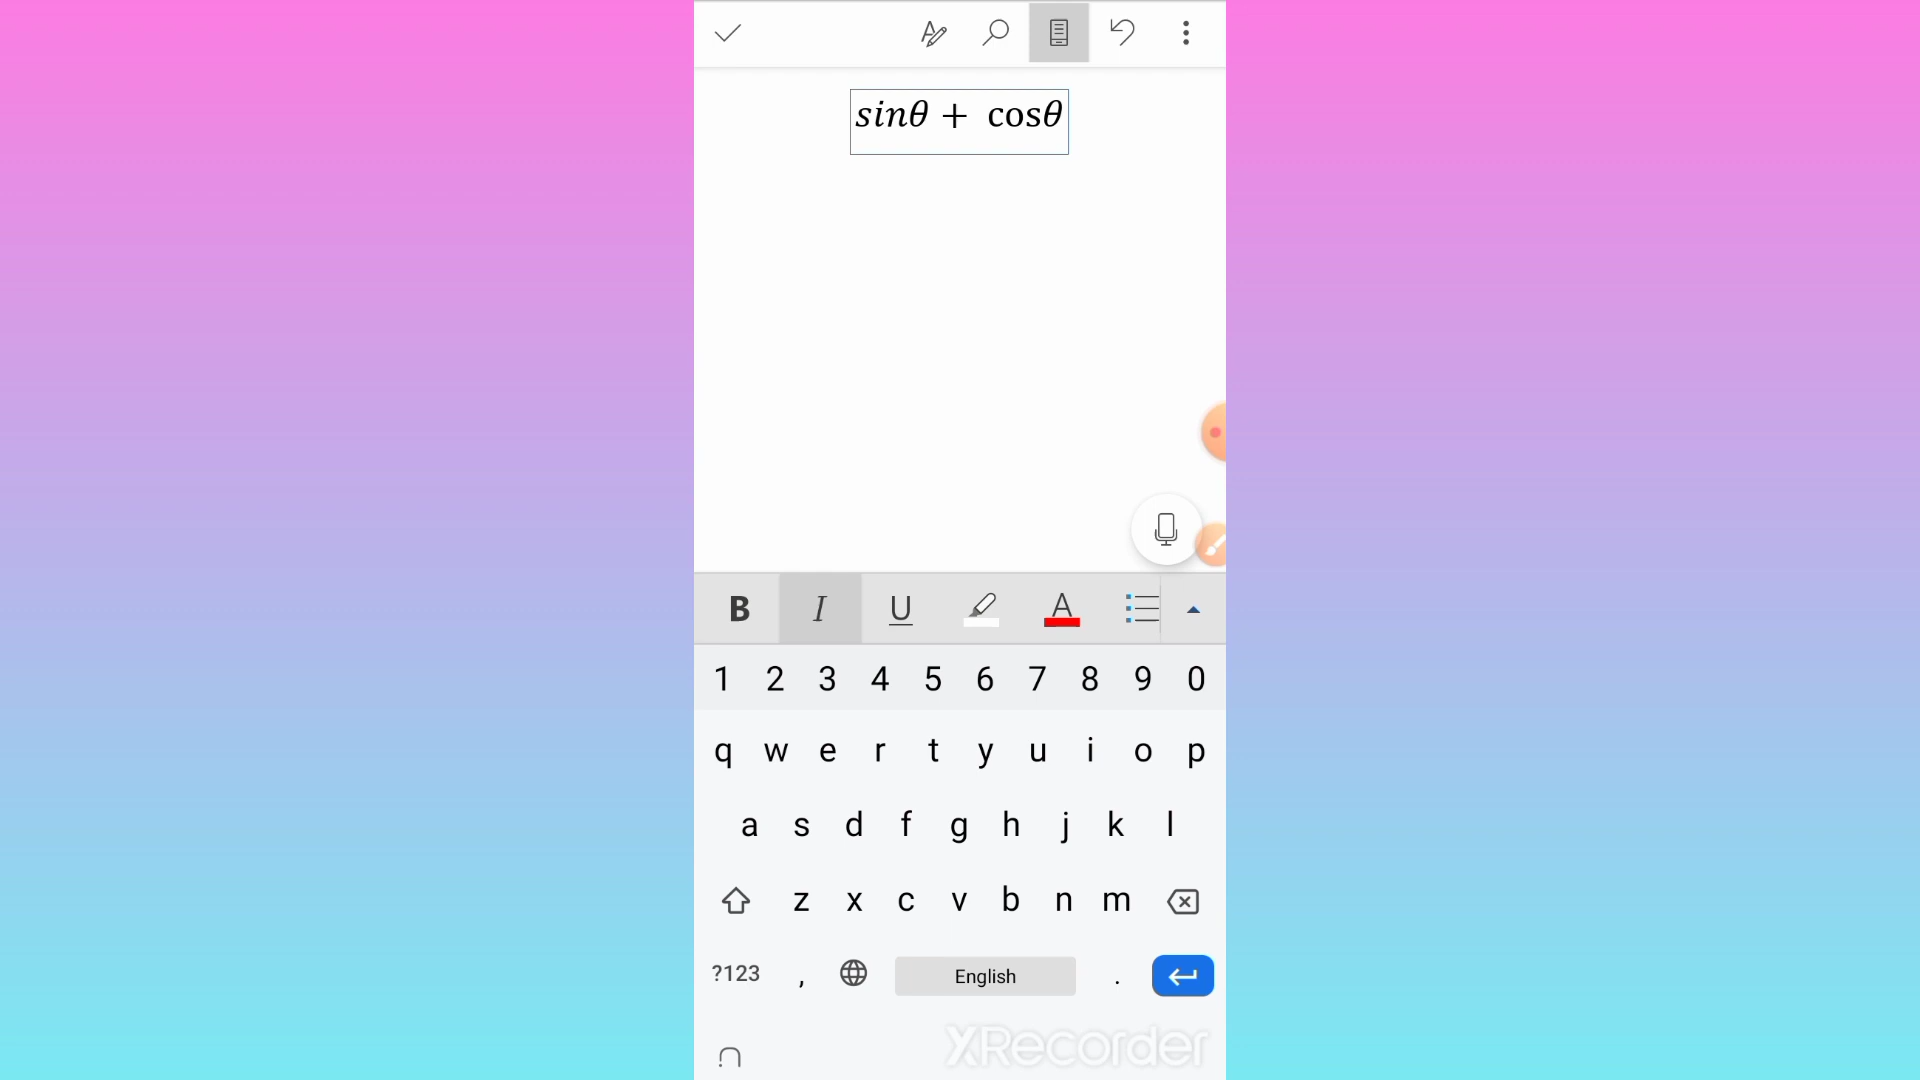 sinθ + cosθ
B I U A
1 2 3 4 5 6 7 8 9 0
q w e r t y u i o p
a s d f g h j k l
z x c v b n m
?123 , English .
XRecorder